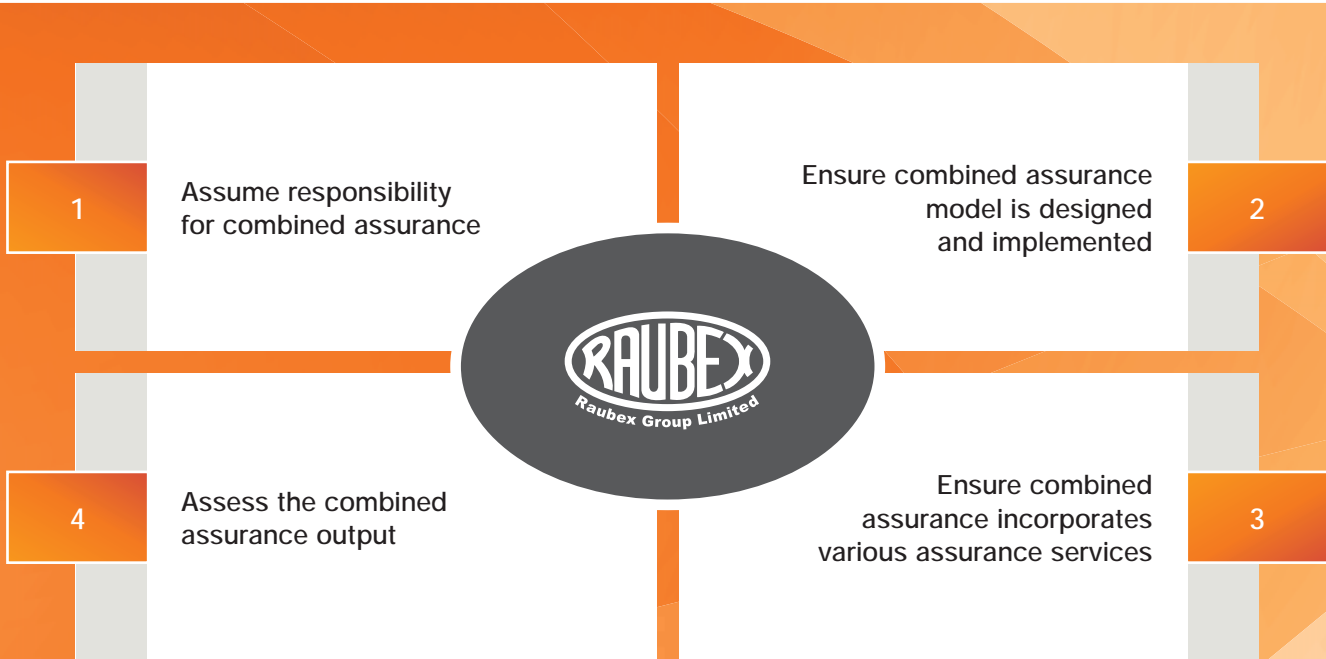 1
Assume responsibility
for combined assurance
Ensure combined assurance
model is designed
and implemented
2
RAUBEX
Raubex Group Limited
4
Assess the combined
assurance output
Ensure combined
assurance incorporates
various assurance services
3